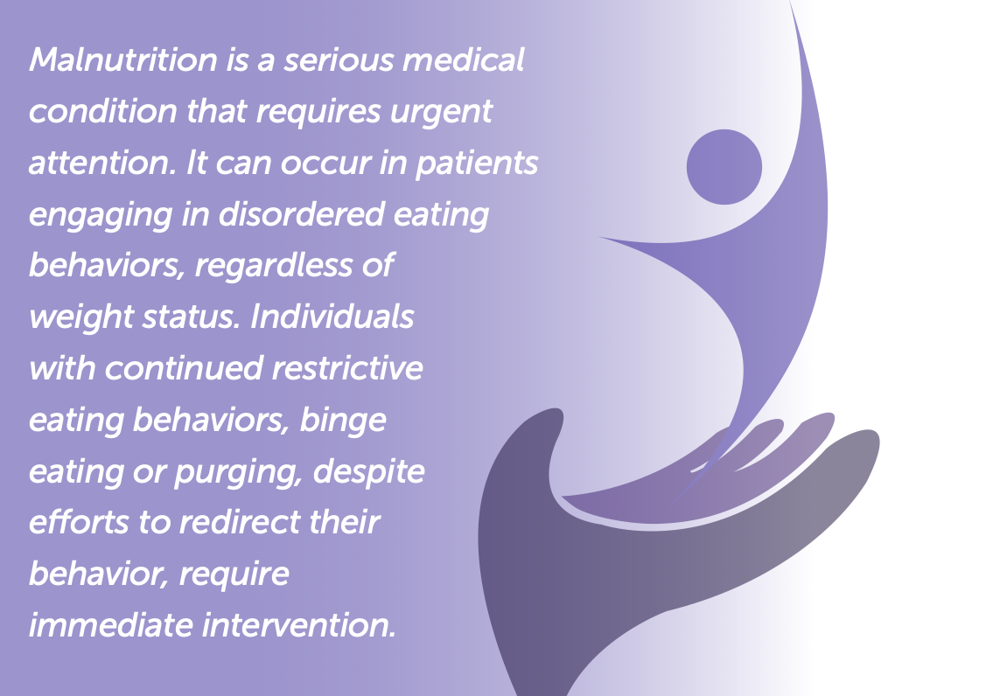 Malnutrition is a serious medical
condition that requires urgent
attention. It can occur in patients
engaging in disordered eating
behaviors, regardless of
weight status. Individuals
with continued restrictive
eating behaviors, binge
eating or purging, despite
efforts to redirect their
behavior, require
immediate intervention.